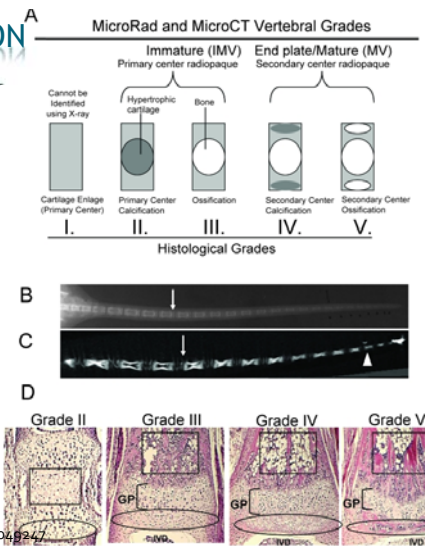 ON
A
MicroRad and MicroCT Vertebral Grades
Immature (IMV)
Primary center radiopaque
End plate/Mature (MV)
Secondary center radiopaque
Cannot be
Identified
using X-ray
Hypertrophic
cartilage
Bone
Cartilage Enlage
(Primary Center)
Primary Center
Calcification
Ossification
Secondary Center
Calcification
Secondary Center
Ossification
I.
II.
III.
IV.
V.
Histological Grades
B
C
D
Grade II
Grade III
Grade IV
Grade V
GP
GP
GP
IVD
IVD
IVD
049247